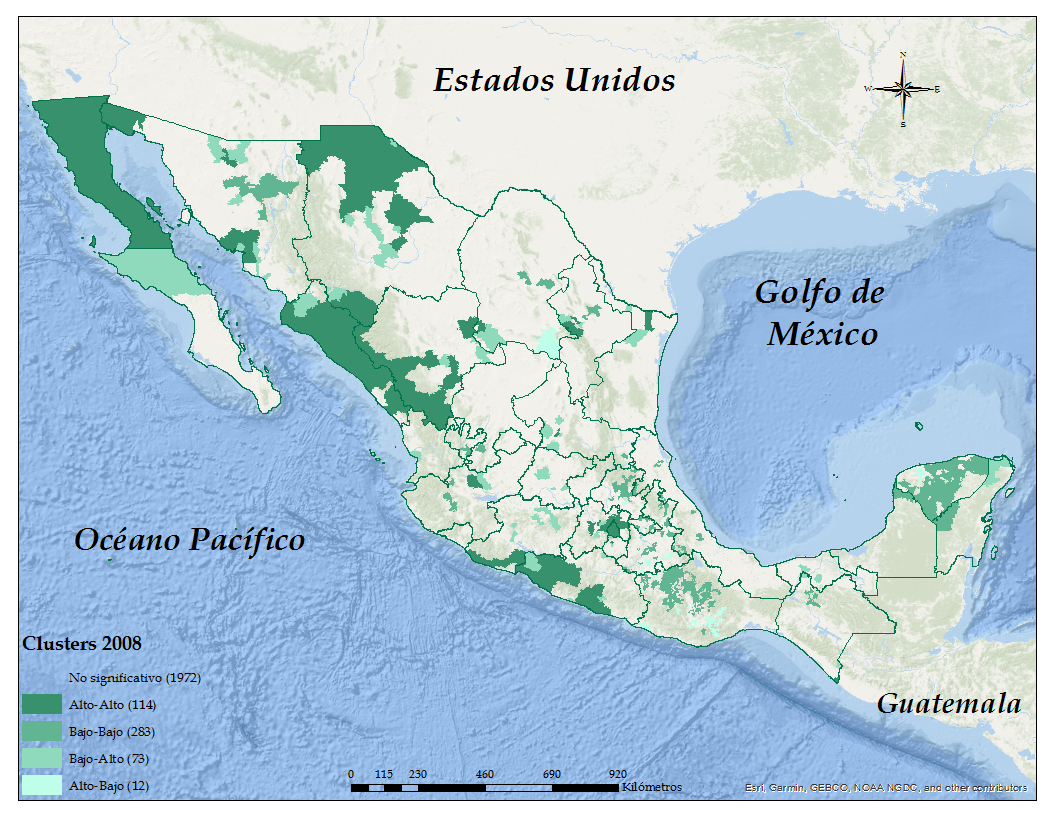 Estados Unidos
N
W
E
S
Golfo de
México
Océano Pacífico
Clusters 2008
No significativo (1972)
Alto-Alto (114)
Bajo-Bajo (283)
Bajo-Alto (73)
Alto-Bajo (12)
Guatemala
0 115 230 460 690 920
Kilómetros
Esri, Garmin, GEBCO, NOAA NGDC, and other contributors